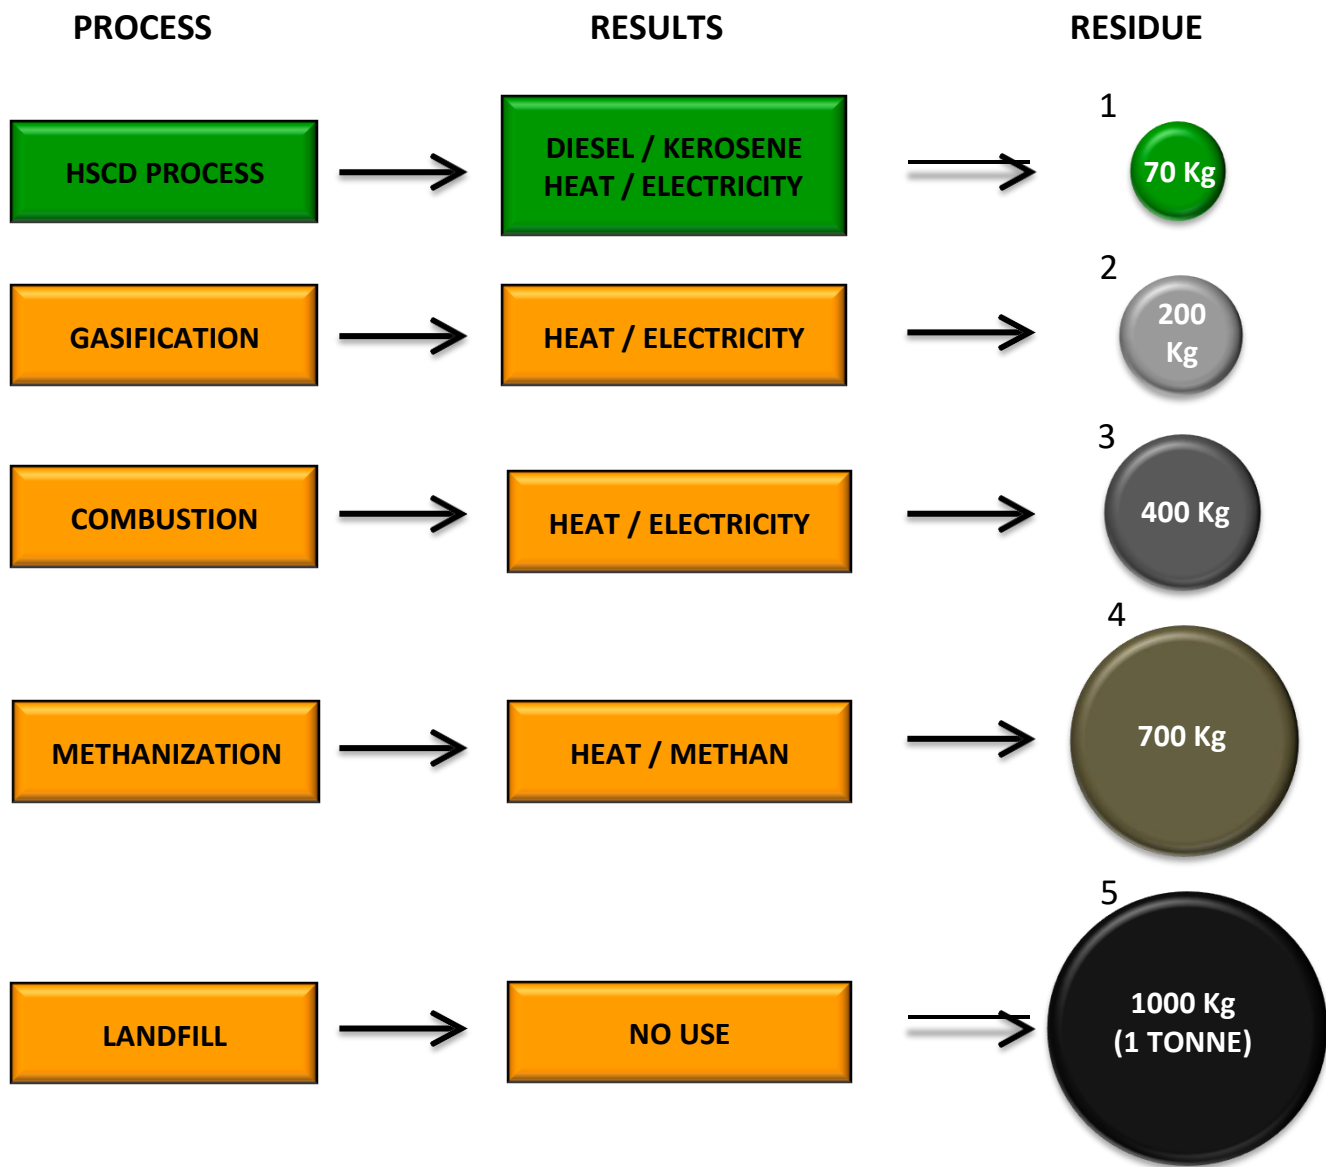 PROCESS
RESULTS
RESIDUE
HSCD PROCESS
DIESEL / KEROSENE
HEAT / ELECTRICITY
1
70 Kg
GASIFICATION
HEAT / ELECTRICITY
2
200
Kg
COMBUSTION
HEAT / ELECTRICITY
3
400 Kg
METHANIZATION
HEAT / METHAN
4
700 Kg
LANDFILL
NO USE
5
1000 Kg
(1 TONNE)